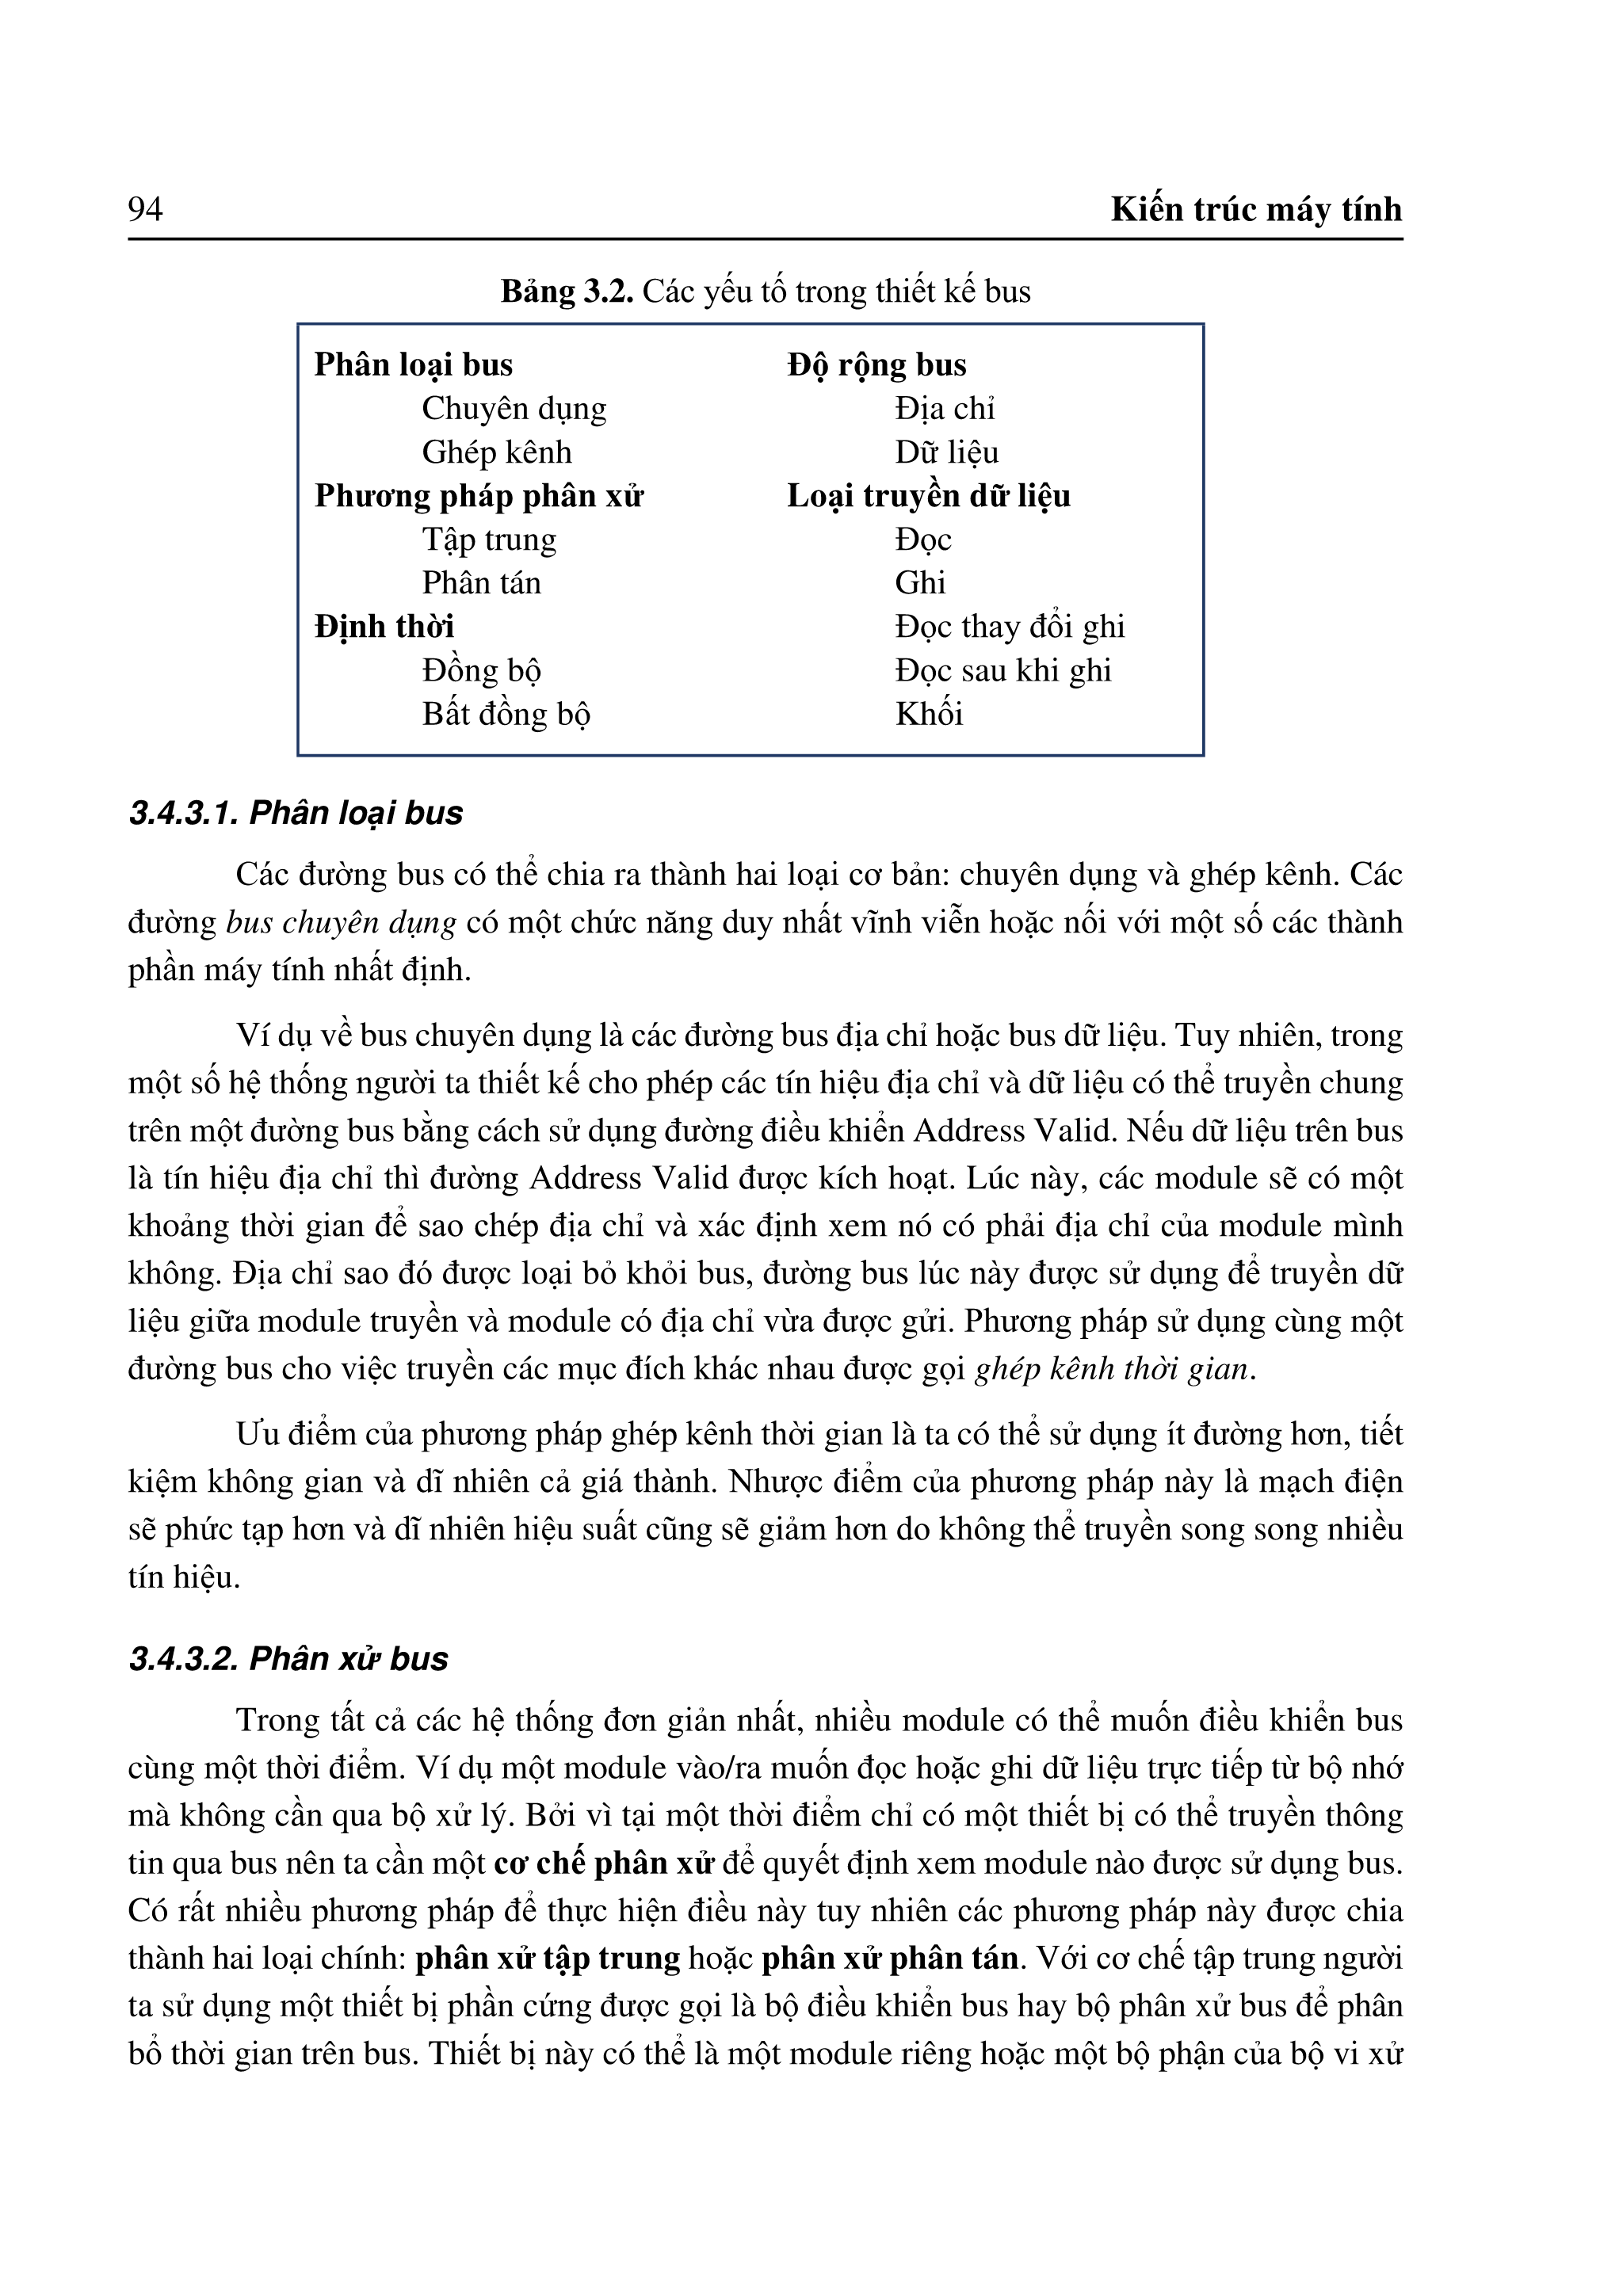 94
Kiến trúc máy tính
Bảng 3.2. Các yếu tố trong thiết kế bus
Phân loại bus
Chuyên dụng
Ghép kênh
Phương pháp phân xử
Tập trung
Phân tán
Định thời
Đồng bộ
Bất đồng bộ
Độ rộng bus
Địa chỉ
Dữ liệu
Loại truyền dữ liệu
Đọc
Ghi
Đọc thay đổi ghi
Đọc sau khi ghi
Khối
3.4.3.1. Phân loại bus
Các đường bus có thể chia ra thành hai loại cơ bản: chuyên dụng và ghép kênh. Các
đường bus chuyên dụng có một chức năng duy nhất vĩnh viễn hoặc nối với một số các thành
phần máy tính nhất định.
Ví dụ về bus chuyên dụng là các đường bus địa chỉ hoặc bus dữ liệu. Tuy nhiên, trong
một số hệ thống người ta thiết kế cho phép các tín hiệu địa chỉ và dữ liệu có thể truyền chung
trên một đường bus bằng cách sử dụng đường điều khiển Address Valid. Nếu dữ liệu trên bus
là tín hiệu địa chỉ thì đường Address Valid được kích hoạt. Lúc này, các module sẽ có một
khoảng thời gian để sao chép địa chỉ và xác định xem nó có phải địa chỉ của module mình
không. Địa chỉ sao đó được loại bỏ khỏi bus, đường bus lúc này được sử dụng để truyền dữ
liệu giữa module truyền và module có địa chỉ vừa được gửi. Phương pháp sử dụng cùng một
đường bus cho việc truyền các mục đích khác nhau được gọi ghép kênh thời gian.
Ưu điểm của phương pháp ghép kênh thời gian là ta có thể sử dụng ít đường hơn, tiết
kiệm không gian và dĩ nhiên cả giá thành. Nhược điểm của phương pháp này là mạch điện
sẽ phức tạp hơn và dĩ nhiên hiệu suất cũng sẽ giảm hơn do không thể truyền song song nhiều
tín hiệu.
3.4.3.2. Phân xử bus
Trong tất cả các hệ thống đơn giản nhất, nhiều module có thể muốn điều khiển bus
cùng một thời điểm. Ví dụ một module vào/ra muốn đọc hoặc ghi dữ liệu trực tiếp từ bộ nhớ
mà không cần qua bộ xử lý. Bởi vì tại một thời điểm chỉ có một thiết bị có thể truyền thông
tin qua bus nên ta cần một cơ chế phân xử để quyết định xem module nào được sử dụng bus.
Có rất nhiều phương pháp để thực hiện điều này tuy nhiên các phương pháp này được chia
thành hai loại chính: phân xử tập trung hoặc phân xử phân tán. Với cơ chế tập trung người
ta sử dụng một thiết bị phần cứng được gọi là bộ điều khiển bus hay bộ phân xử bus để phân
bổ thời gian trên bus. Thiết bị này có thể là một module riêng hoặc một bộ phận của bộ vi xử